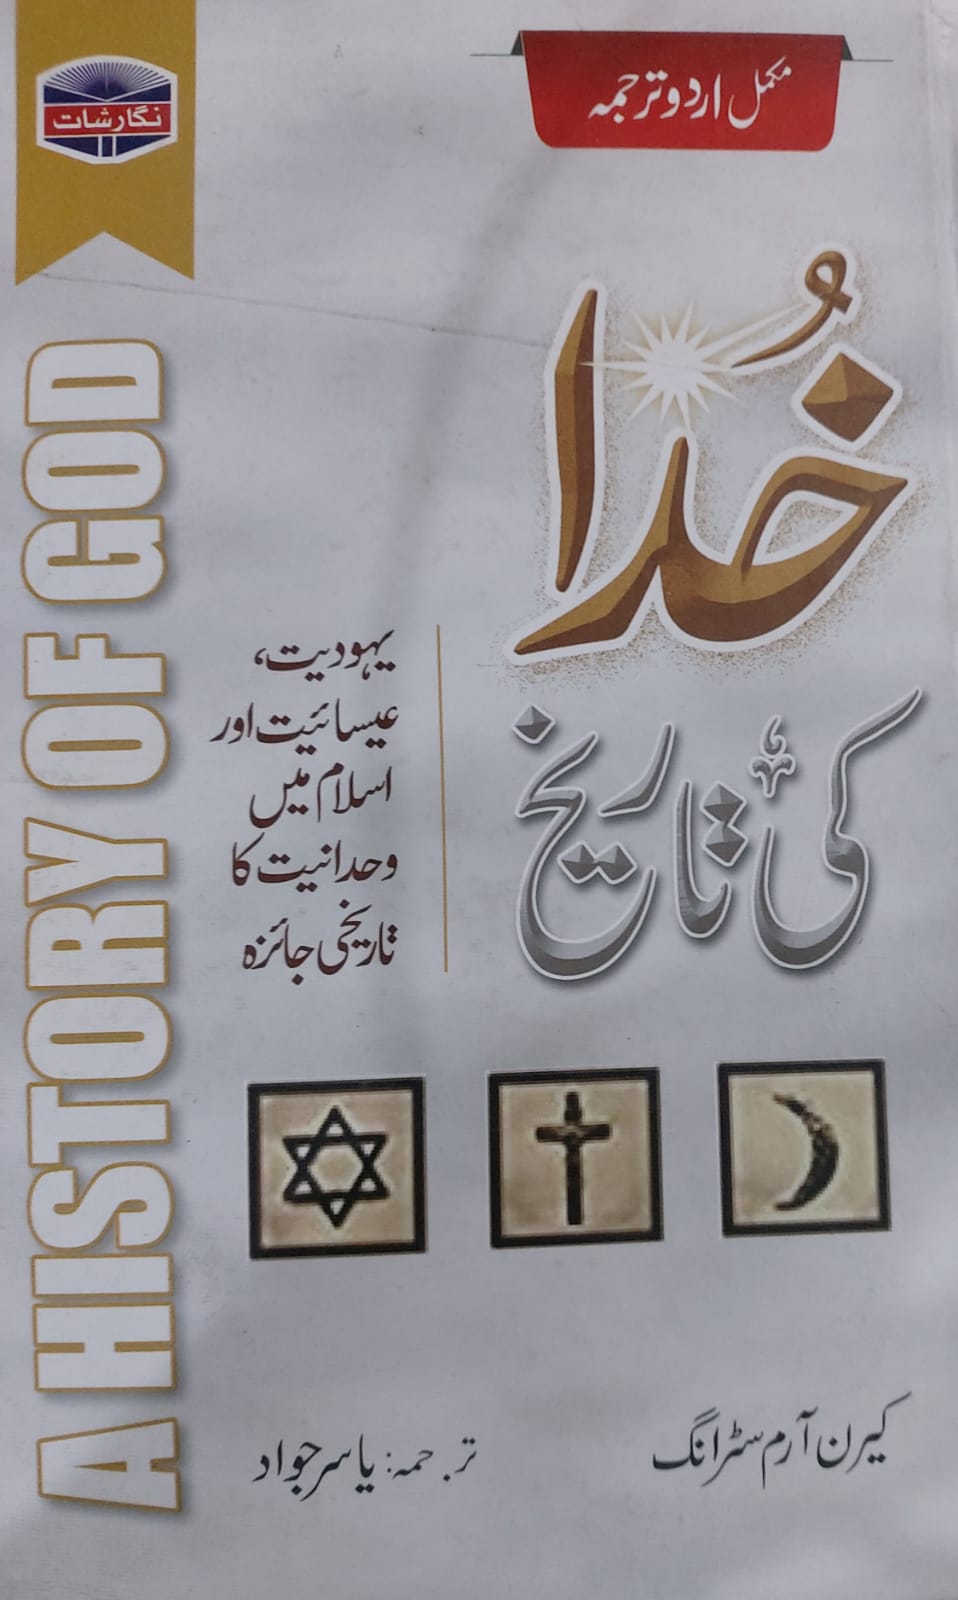 نگارشات
مکمل اردو ترجمہ
خُدا
کی تاریخ
A HISTORY OF GOD
یہودیت،
عیسائیت اور
اسلام میں
وحدانیت کا
تاریخی جائزہ
کیرن آرم سٹرانگ
ترجمہ: یاسر جواد